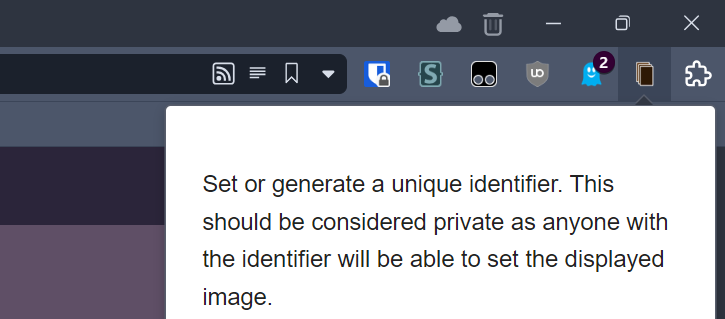 {S}
UD
2
Set or generate a unique identifier. This
should be considered private as anyone with
the identifier will be able to set the displayed
image.